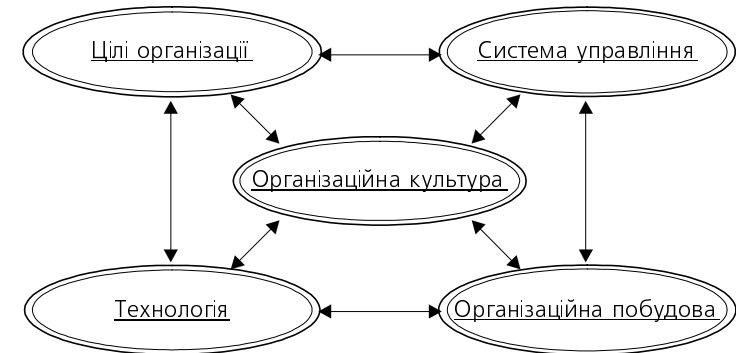 Цілі організації
Система управління
Організаційна культура
Технологія
Організаційна побудова